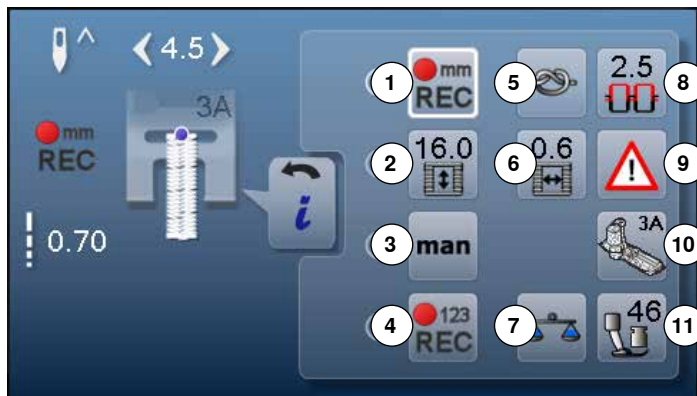 ^ < 4.5 >
3A
mm
REC
0.70
i
1 mm REC 5 8 2.5
2 16.0 6 0.6 9 !
3 man 10 3A
4 123 REC 7 11 46